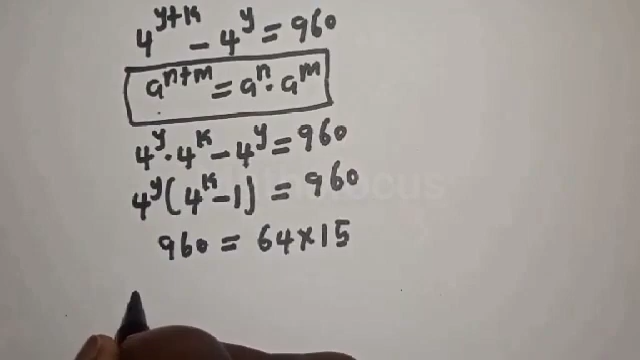 4^{y+k} - 4^y = 960
a^{n+m} = a^n · a^m
4^y · 4^k - 4^y = 960
4^y (4^k - 1) = 960
960 = 64 × 15